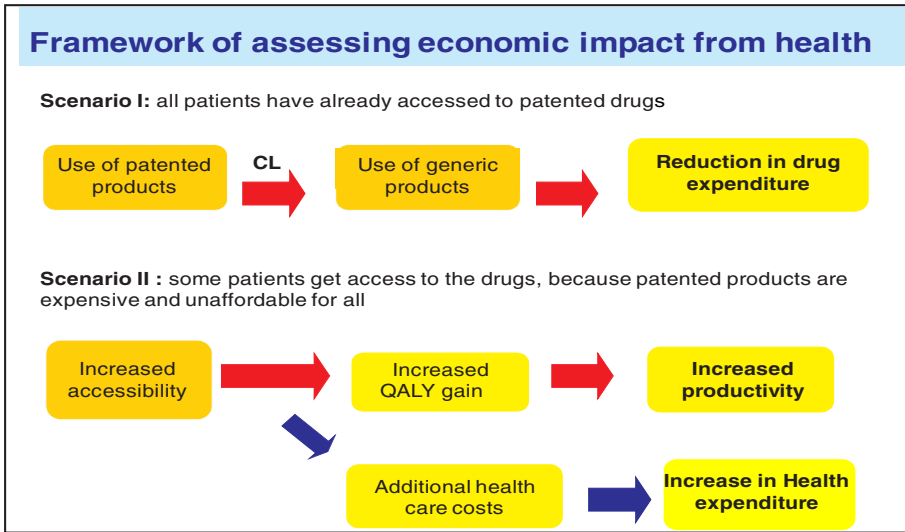 Framework of assessing economic impact from health
Scenario I: all patients have already accessed to patented drugs
Use of patented
products
CL
Use of generic
products
Reduction in drug
expenditure
Scenario II : some patients get access to the drugs, because patented products are
expensive and unaffordable for all
Increased
accessibility
Increased
QALY gain
Increased
productivity
Additional health
care costs
Increase in Health
expenditure